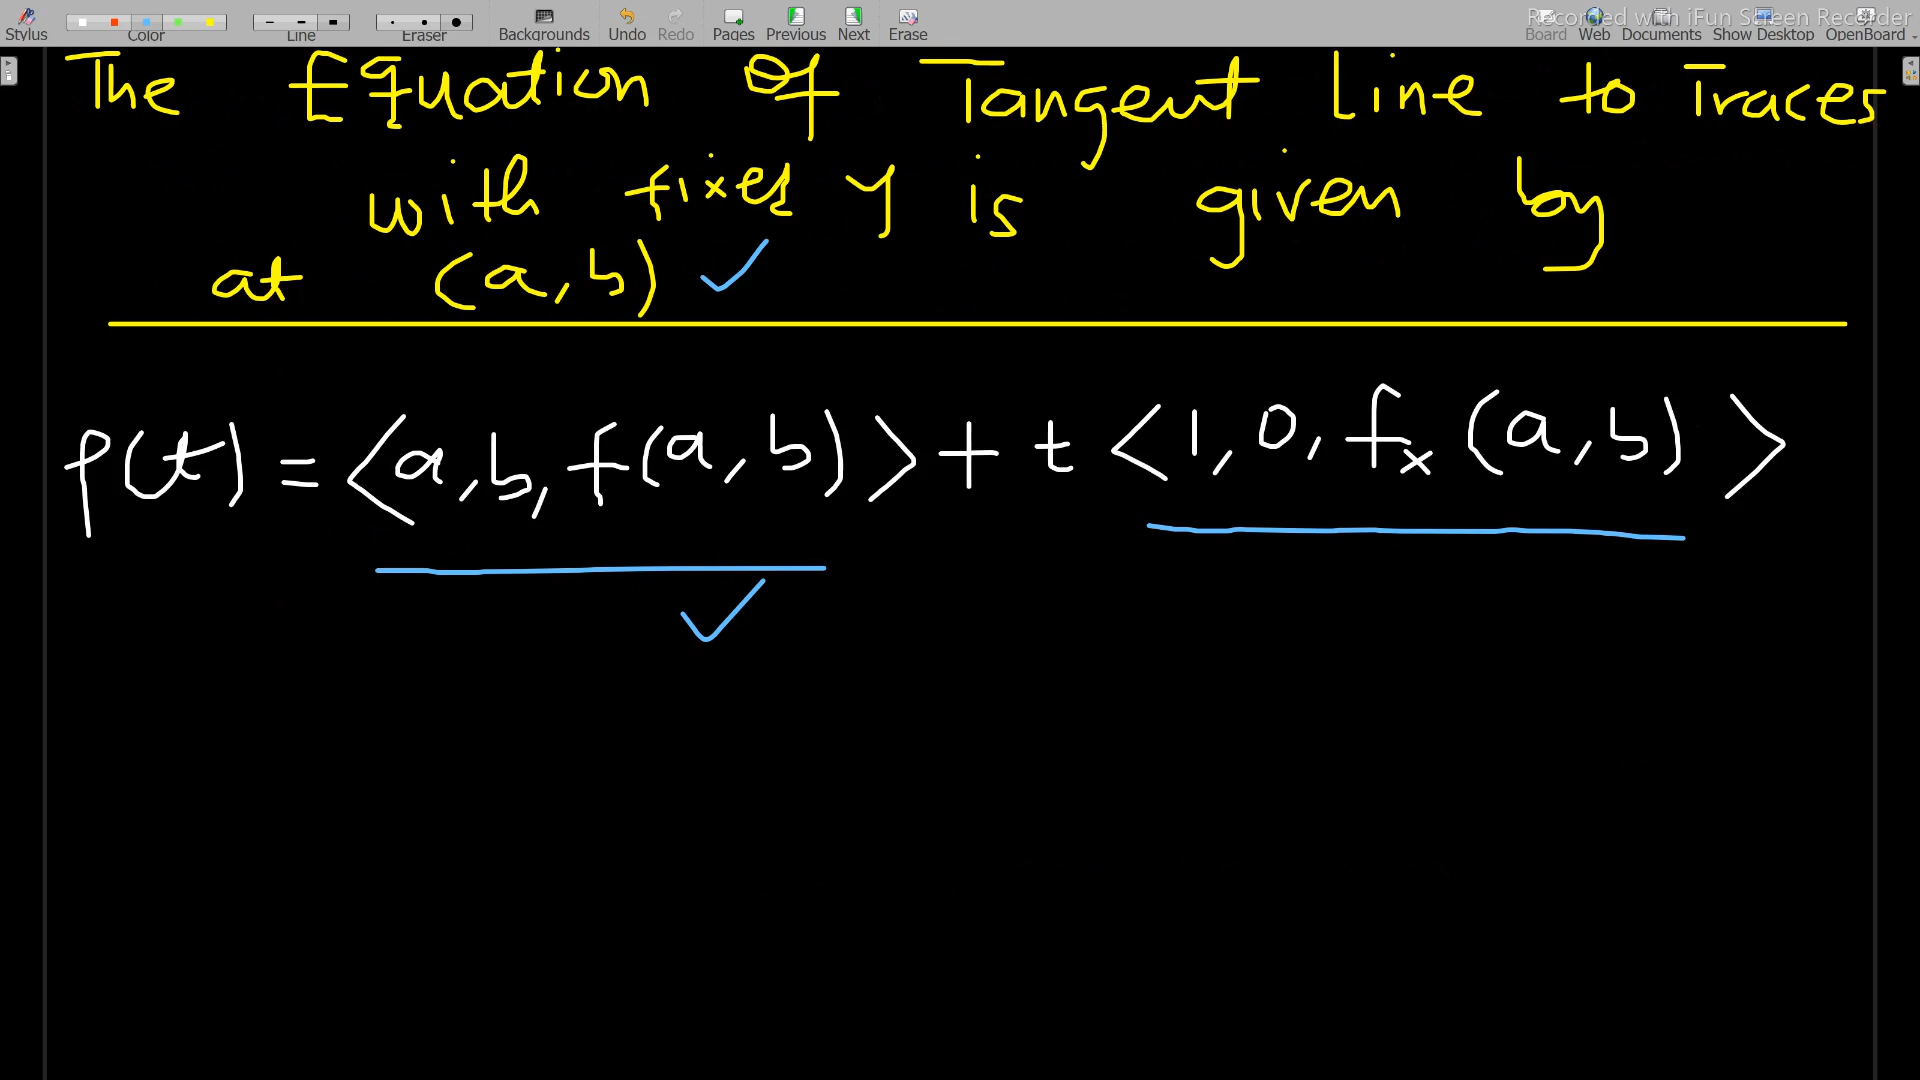 Recorded with iFun Screen Recorder
Stylus Color Line Eraser Backgrounds Undo Redo Pages Previous Next Erase Board Web Documents Show Desktop OpenBoard
The Equation Of Tangent Line to Traces
with fixed y is given by
at (a, b) ✓
r(t) = <a, b, f(a, b)> + t <1, 0, fₓ(a, b)>
✓